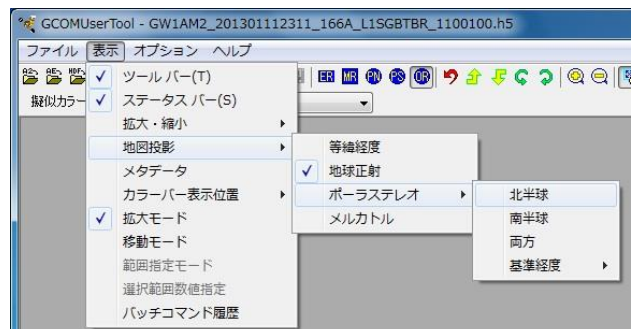 GCOMUserTool - GW1AM2_201301112311_166A_L1SGBTBR_1100100.h5
ファイル 表示 オプション ヘルプ
ER MR PN PS OR
擬似カラー
✓ ツール バー(T)
✓ ステータス バー(S)
拡大・縮小
地図投影
メタデータ
カラーバー表示位置
✓ 拡大モード
移動モード
範囲指定モード
選択範囲数値指定
バッチコマンド履歴
等緯経度
✓ 地球正射
ポーラステレオ
メルカトル
北半球
南半球
両方
基準経度